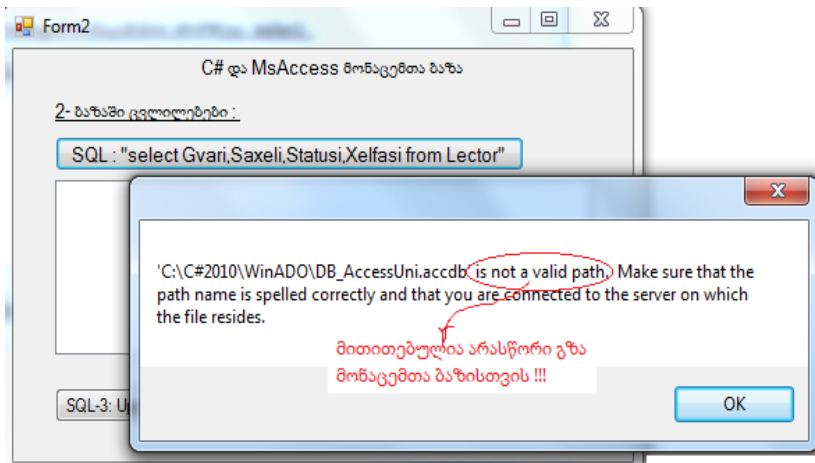 Form2
C# და MsAccess მონაცემთა ბაზა
2- ბაზაში ცვლილებები :
SQL : "select Gvari,Saxeli,Statusi,Xelfasi from Lector"
'C:\C#2010\WinADO\DB_AccessUni.accdb' is not a valid path. Make sure that the
path name is spelled correctly and that you are connected to the server on which
the file resides.
მითითებულია არასწორი გზა
მონაცემთა ბაზისთვის !!!
SQL-3:
OK